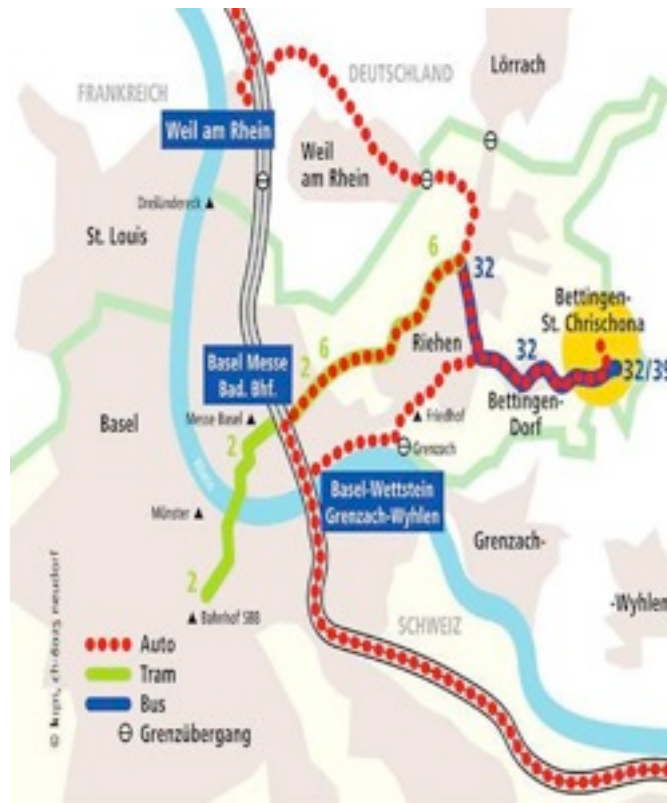 FRANKREICH
DEUTSCHLAND
Lörrach
Weil am Rhein
Weil
am Rhein
Dreiländereck
St. Louis
6
32
Bettingen-
St. Chrischona
Basel Messe
Bad. Bhf.
6
2
Riehen
32
32/39
Basel
Messe Basel
2
Friedhof
Bettingen-
Dorf
Grenzach
Rhein
Basel-Wettstein
Grenzach-Wyhlen
Münster
Grenzach-
2
-Wyhlen
Bahnhof SBB
SCHWEIZ
Auto
Tram
Bus
Grenzübergang